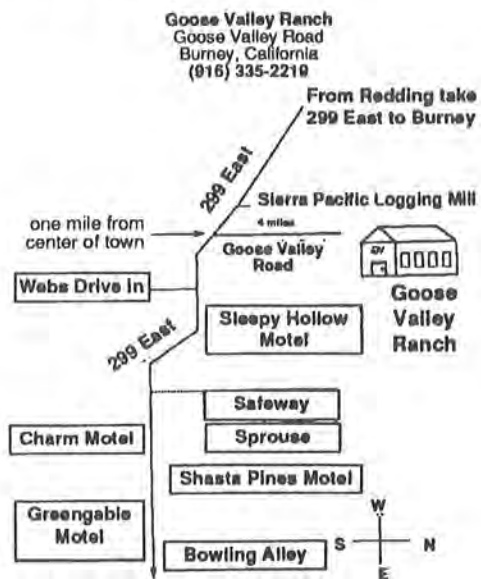 Goose Valley Ranch
Goose Valley Road
Burney, California
(916) 335-2219
From Redding take
299 East to Burney
299 East
Sierra Pacific Logging Mill
4 miles
one mile from
center of town
Goose Valley
Road
GV
Goose
Valley
Ranch
Webs Drive In
Sleepy Hollow
Motel
299 East
Safeway
Sprouse
Charm Motel
Shasta Pines Motel
Greengable
Motel
Bowling Alley
W
S
N
E